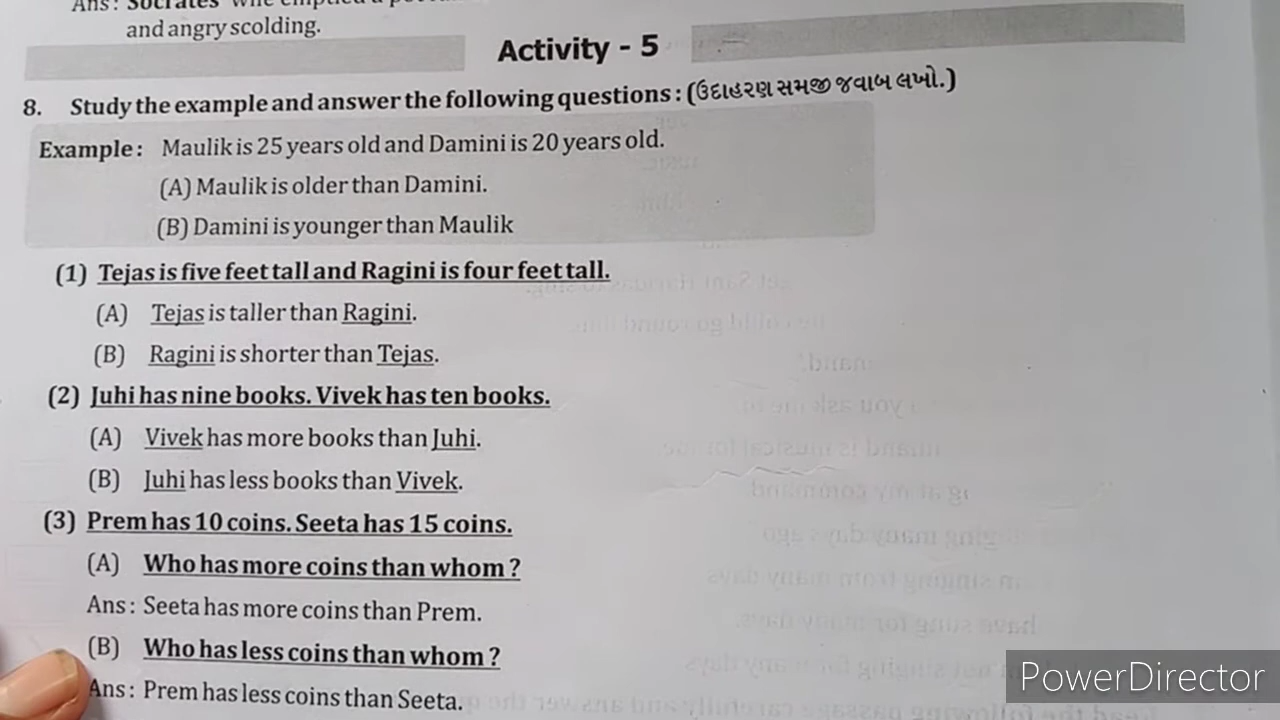 Ans: Socrates' wife emptied a
and angry scolding.
Activity - 5
8. Study the example and answer the following questions : (ઉદાહરણ સમજી જવાબ લખો.)
Example : Maulik is 25 years old and Damini is 20 years old.
(A) Maulik is older than Damini.
(B) Damini is younger than Maulik
(1) Tejas is five feet tall and Ragini is four feet tall.
(A) Tejas is taller than Ragini.
(B) Ragini is shorter than Tejas.
(2) Juhi has nine books. Vivek has ten books.
(A) Vivek has more books than Juhi.
(B) Juhi has less books than Vivek.
(3) Prem has 10 coins. Seeta has 15 coins.
(A) Who has more coins than whom ?
Ans : Seeta has more coins than Prem.
(B) Who has less coins than whom ?
Ans : Prem has less coins than Seeta.
PowerDirector